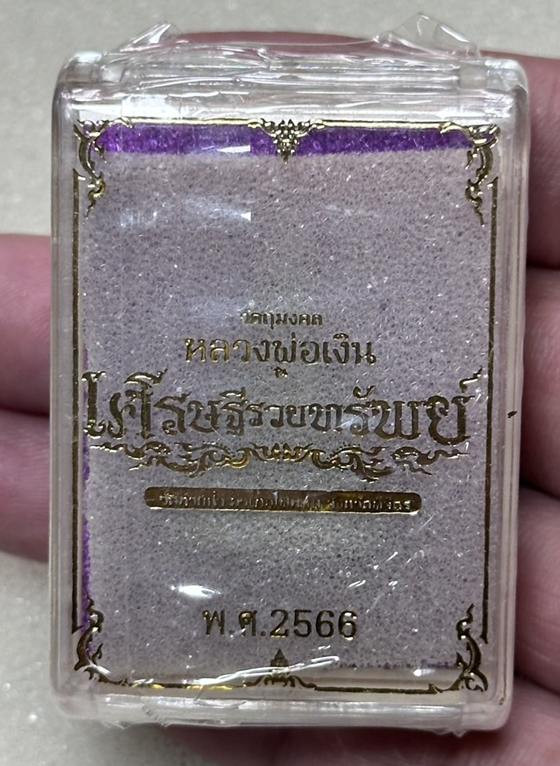 วัตถุมงคล
หลวงพ่อเงิน
เศรษฐีรวยทรัพย์
พ.ศ.2566